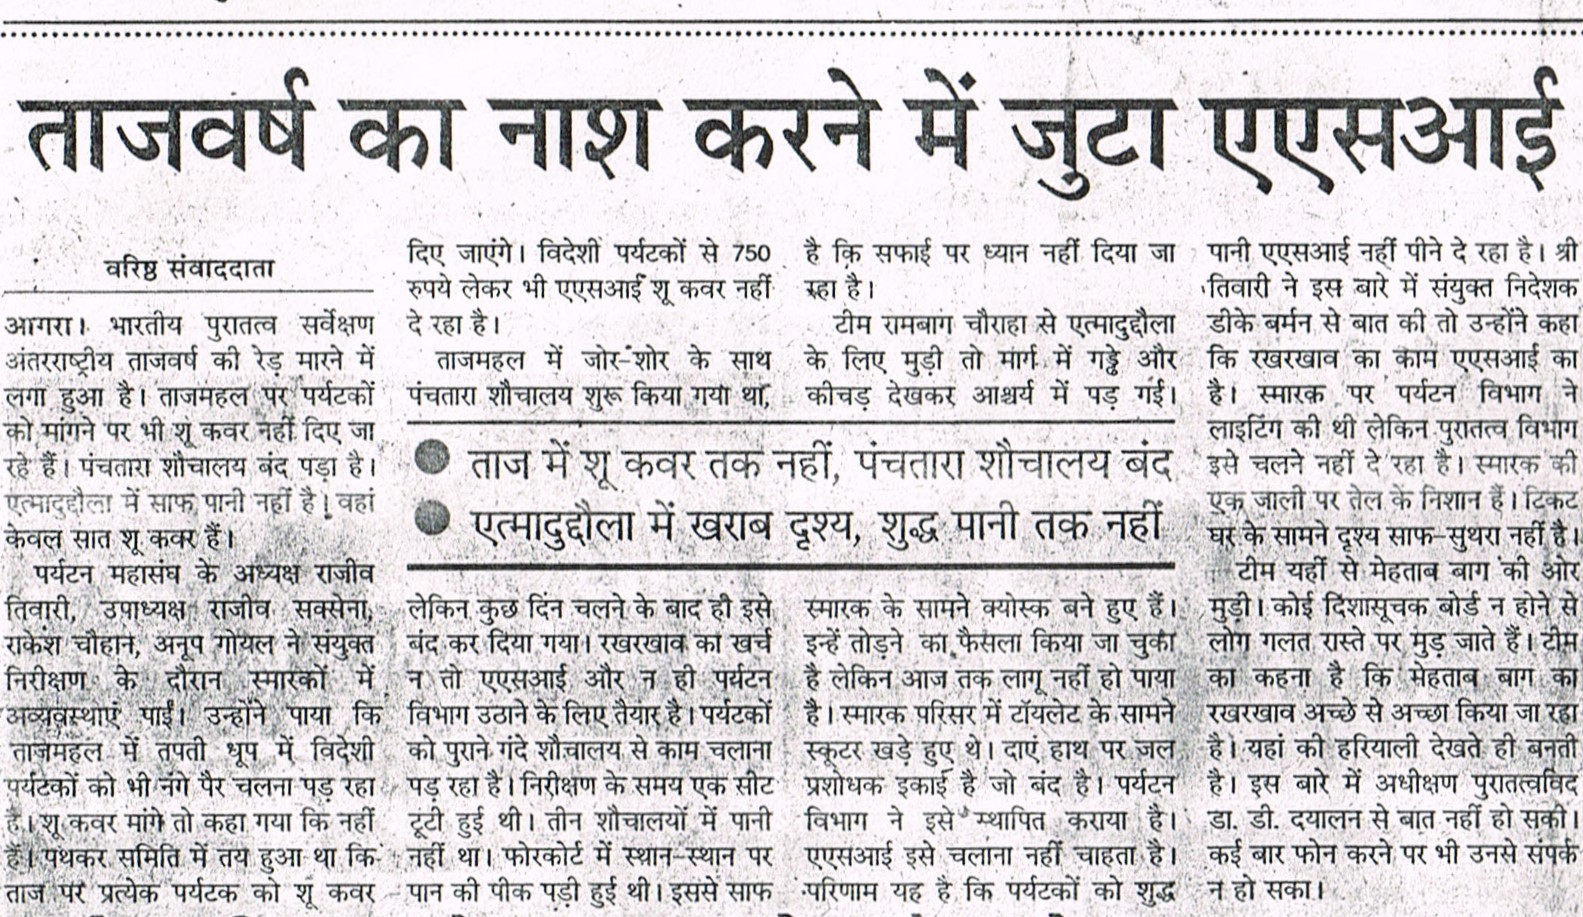 ताजवर्ष का नाश करने में जुटा एएसआई
वरिष्ठ संवाददाता
आगरा। भारतीय पुरातत्व सर्वेक्षण
अंतरराष्ट्रीय ताजवर्ष की रेड़ मारने में
लगा हुआ है। ताजमहल पर पर्यटकों
को मांगने पर भी शू कवर नहीं दिए जा
रहे हैं। पंचतारा शौचालय बंद पड़ा है।
एत्मादुद्दौला में साफ पानी नहीं है। वहां
केवल सात शू कवर हैं।
पर्यटन महासंघ के अध्यक्ष राजीव
तिवारी, उपाध्यक्ष राजीव सक्सेना,
राकेश चौहान, अनूप गोयल ने संयुक्त
निरीक्षण के दौरान स्मारकों में
अव्यवस्थाएं पाईं। उन्होंने पाया कि
ताजमहल में तपती धूप में विदेशी
पर्यटकों को भी नंगे पैर चलना पड़ रहा
है। शू कवर मांगे तो कहा गया कि नहीं
हैं। पथकर समिति में तय हुआ था कि
ताज पर प्रत्येक पर्यटक को शू कवर
दिए जाएंगे। विदेशी पर्यटकों से 750
रुपये लेकर भी एएसआई शू कवर नहीं
दे रहा है।
ताजमहल में जोर-शोर के साथ
पंचतारा शौचालय शुरू किया गया था,
ताज में शू कवर तक नहीं, पंचतारा शौचालय बंद
एत्मादुद्दौला में खराब दृश्य, शुद्ध पानी तक नहीं
लेकिन कुछ दिन चलने के बाद ही इसे
बंद कर दिया गया। रखरखाव का खर्च
न तो एएसआई और न ही पर्यटन
विभाग उठाने के लिए तैयार है। पर्यटकों
को पुराने गंदे शौचालय से काम चलाना
पड़ रहा है। निरीक्षण के समय एक सीट
टूटी हुई थी। तीन शौचालयों में पानी
नहीं था। फोरकोर्ट में स्थान-स्थान पर
पान की पीक पड़ी हुई थी। इससे साफ
है कि सफाई पर ध्यान नहीं दिया जा
रहा है।
टीम रामबाग चौराहा से एत्मादुद्दौला
के लिए मुड़ी तो मार्ग में गड्ढे और
कीचड़ देखकर आश्चर्य में पड़ गई।
स्मारक के सामने क्योस्क बने हुए हैं।
इन्हें तोड़ने का फैसला किया जा चुका
है लेकिन आज तक लागू नहीं हो पाया
है। स्मारक परिसर में टॉयलेट के सामने
स्कूटर खड़े हुए थे। दाएं हाथ पर जल
प्रशोधक इकाई है जो बंद है। पर्यटन
विभाग ने इसे स्थापित कराया है।
एएसआई इसे चलाना नहीं चाहता है।
परिणाम यह है कि पर्यटकों को शुद्ध
पानी एएसआई नहीं पीने दे रहा है। श्री
तिवारी ने इस बारे में संयुक्त निदेशक
डीके बर्मन से बात की तो उन्होंने कहा
कि रखरखाव का काम एएसआई का
है। स्मारक पर पर्यटन विभाग ने
लाइटिंग की थी लेकिन पुरातत्व विभाग
इसे चलने नहीं दे रहा है। स्मारक की
एक जाली पर तेल के निशान हैं। टिकट
घर के सामने दृश्य साफ-सुथरा नहीं है।
टीम यहीं से मेहताब बाग की ओर
मुड़ी। कोई दिशासूचक बोर्ड न होने से
लोग गलत रास्ते पर मुड़ जाते हैं। टीम
का कहना है कि मेहताब बाग का
रखरखाव अच्छे से अच्छा किया जा रहा
है। यहां की हरियाली देखते ही बनती
है। इस बारे में अधीक्षण पुरातत्वविद
डा. डी. दयालन से बात नहीं हो सकी।
कई बार फोन करने पर भी उनसे संपर्क
न हो सका।